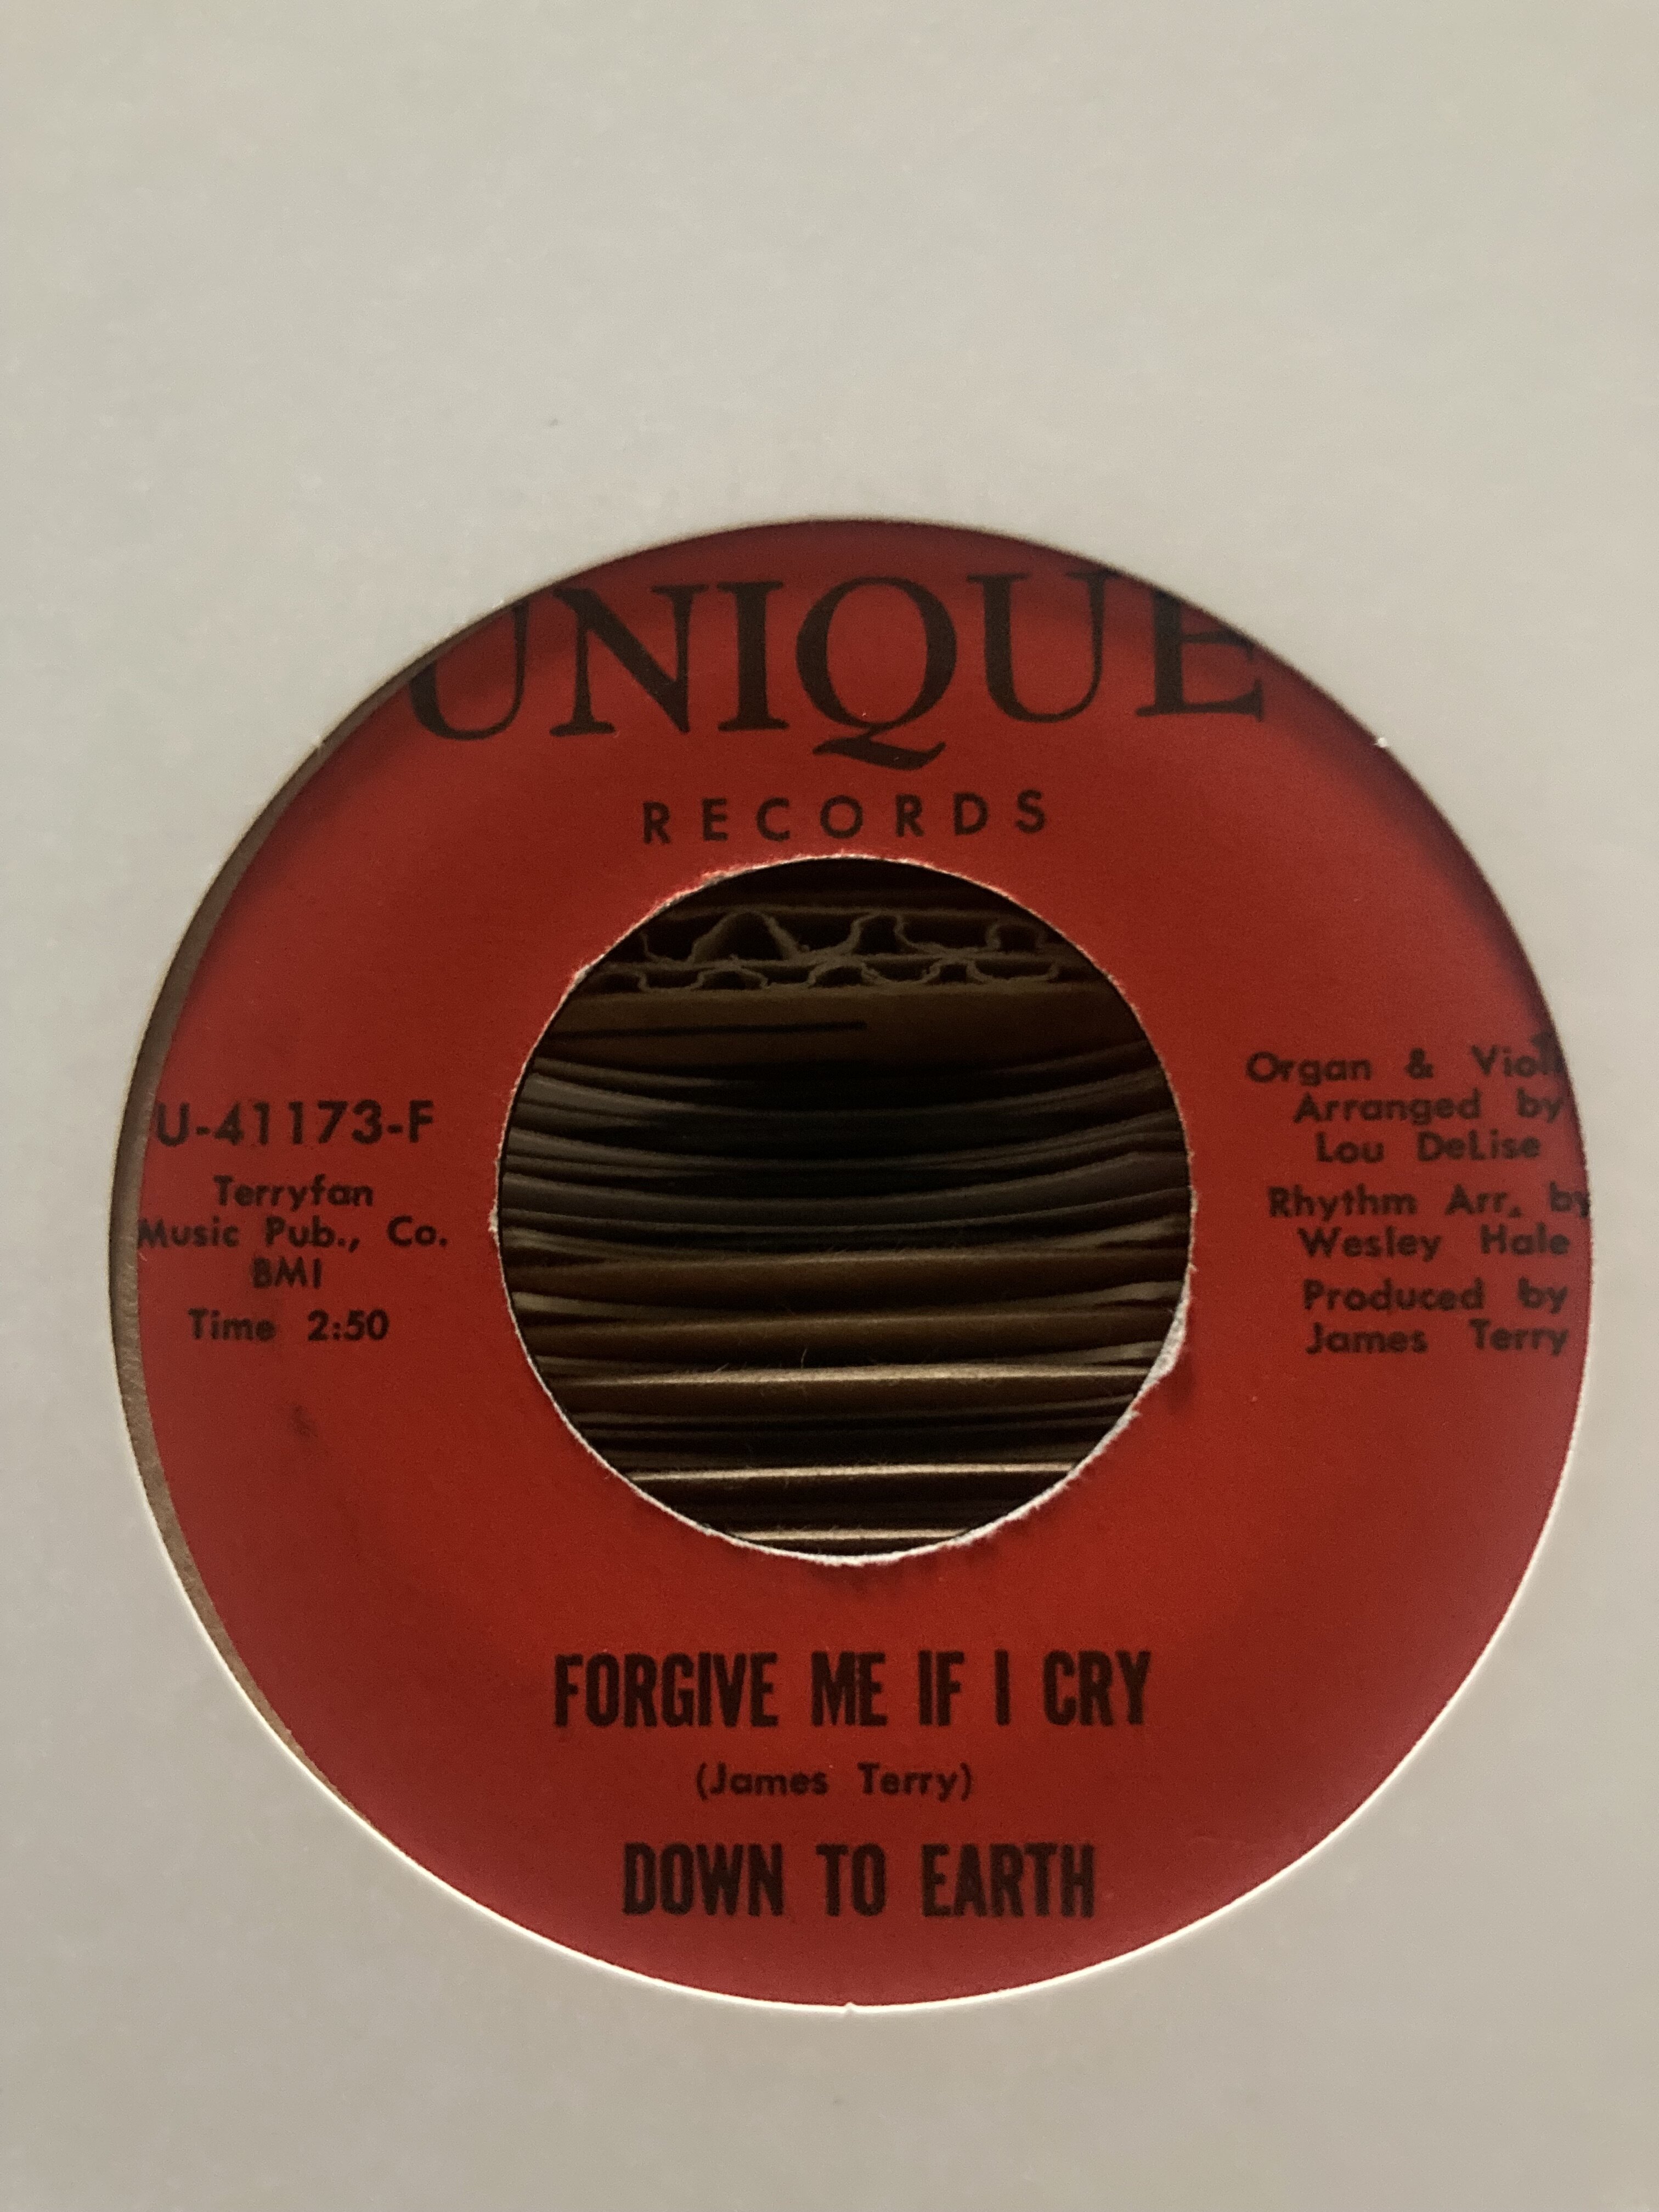 UNIQUE
RECORDS
U-41173-F
Terryfan
Music Pub., Co.
BMI
Time 2:50
Organ &
Arranged by
Lou DeLise
Rhythm Arr. by
Wesley Hale
Produced by
James Terry
FORGIVE ME IF I CRY
(James Terry)
DOWN TO EARTH